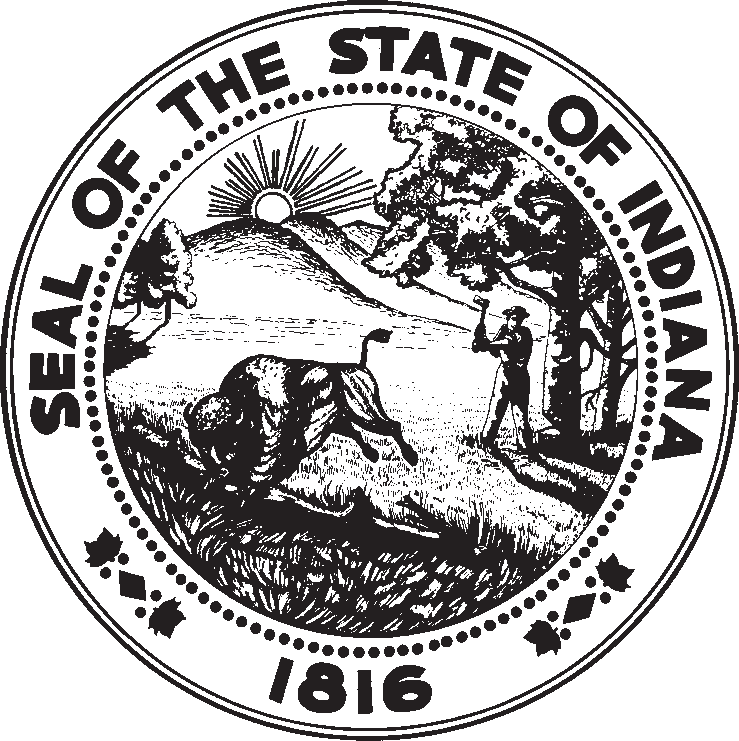 SEAL OF THE STATE OF INDIANA
1816